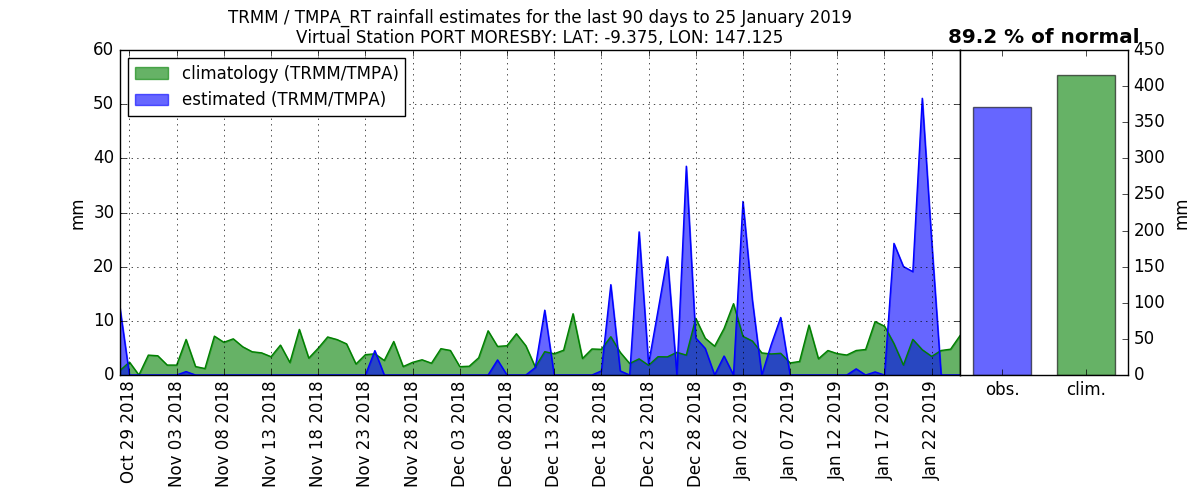 TRMM / TMPA_RT rainfall estimates for the last 90 days to 25 January 2019
Virtual Station PORT MORESBY: LAT: -9.375, LON: 147.125
89.2 % of normal
climatology (TRMM/TMPA)
estimated (TRMM/TMPA)
mm
60
50
40
30
20
10
0
Oct 29 2018
Nov 03 2018
Nov 08 2018
Nov 13 2018
Nov 18 2018
Nov 23 2018
Nov 28 2018
Dec 03 2018
Dec 08 2018
Dec 13 2018
Dec 18 2018
Dec 23 2018
Dec 28 2018
Jan 02 2019
Jan 07 2019
Jan 12 2019
Jan 17 2019
Jan 22 2019
obs.
clim.
450
400
350
300
250
200
150
100
50
0
mm